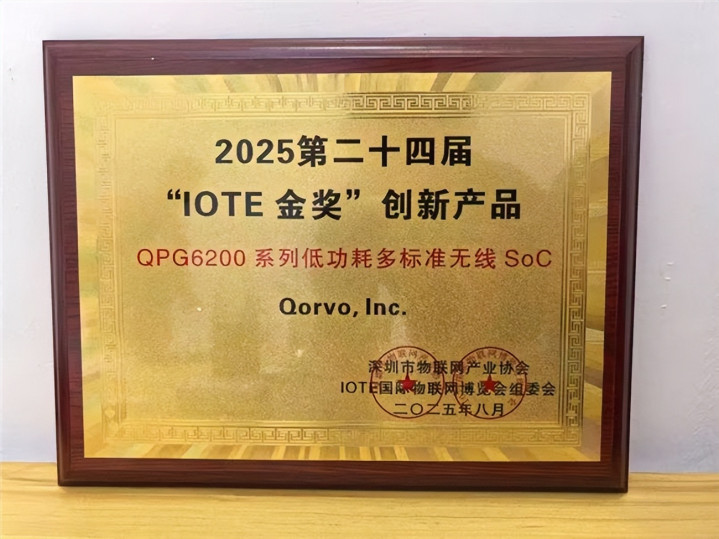 2025第二十四届
“IOTE 金奖”创新产品
QPG6200 系列低功耗多标准无线 SoC
Qorvo, Inc.
深圳市物联网产业协会
IOTE国际物联网博览会组委会
二〇二五年八月